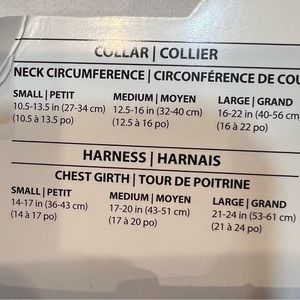 COLLAR | COLLIER
NECK CIRCUMFERENCE | CIRCONFÉRENCE DE COU
SMALL | PETIT MEDIUM | MOYEN LARGE | GRAND
10.5-13.5 in (27-34 cm) 12.5-16 in (32-40 cm) 16-22 in (40-56 cm
(10.5 à 13.5 po) (12.5 à 16 po) (16 à 22 po)
HARNESS | HARNAIS
CHEST GIRTH | TOUR DE POITRINE
SMALL | PETIT MEDIUM | MOYEN LARGE | GRAND
14-17 in (36-43 cm) 17-20 in (43-51 cm) 21-24 in (53-61 cm)
(14 à 17 po) (17 à 20 po) (21 à 24 po)